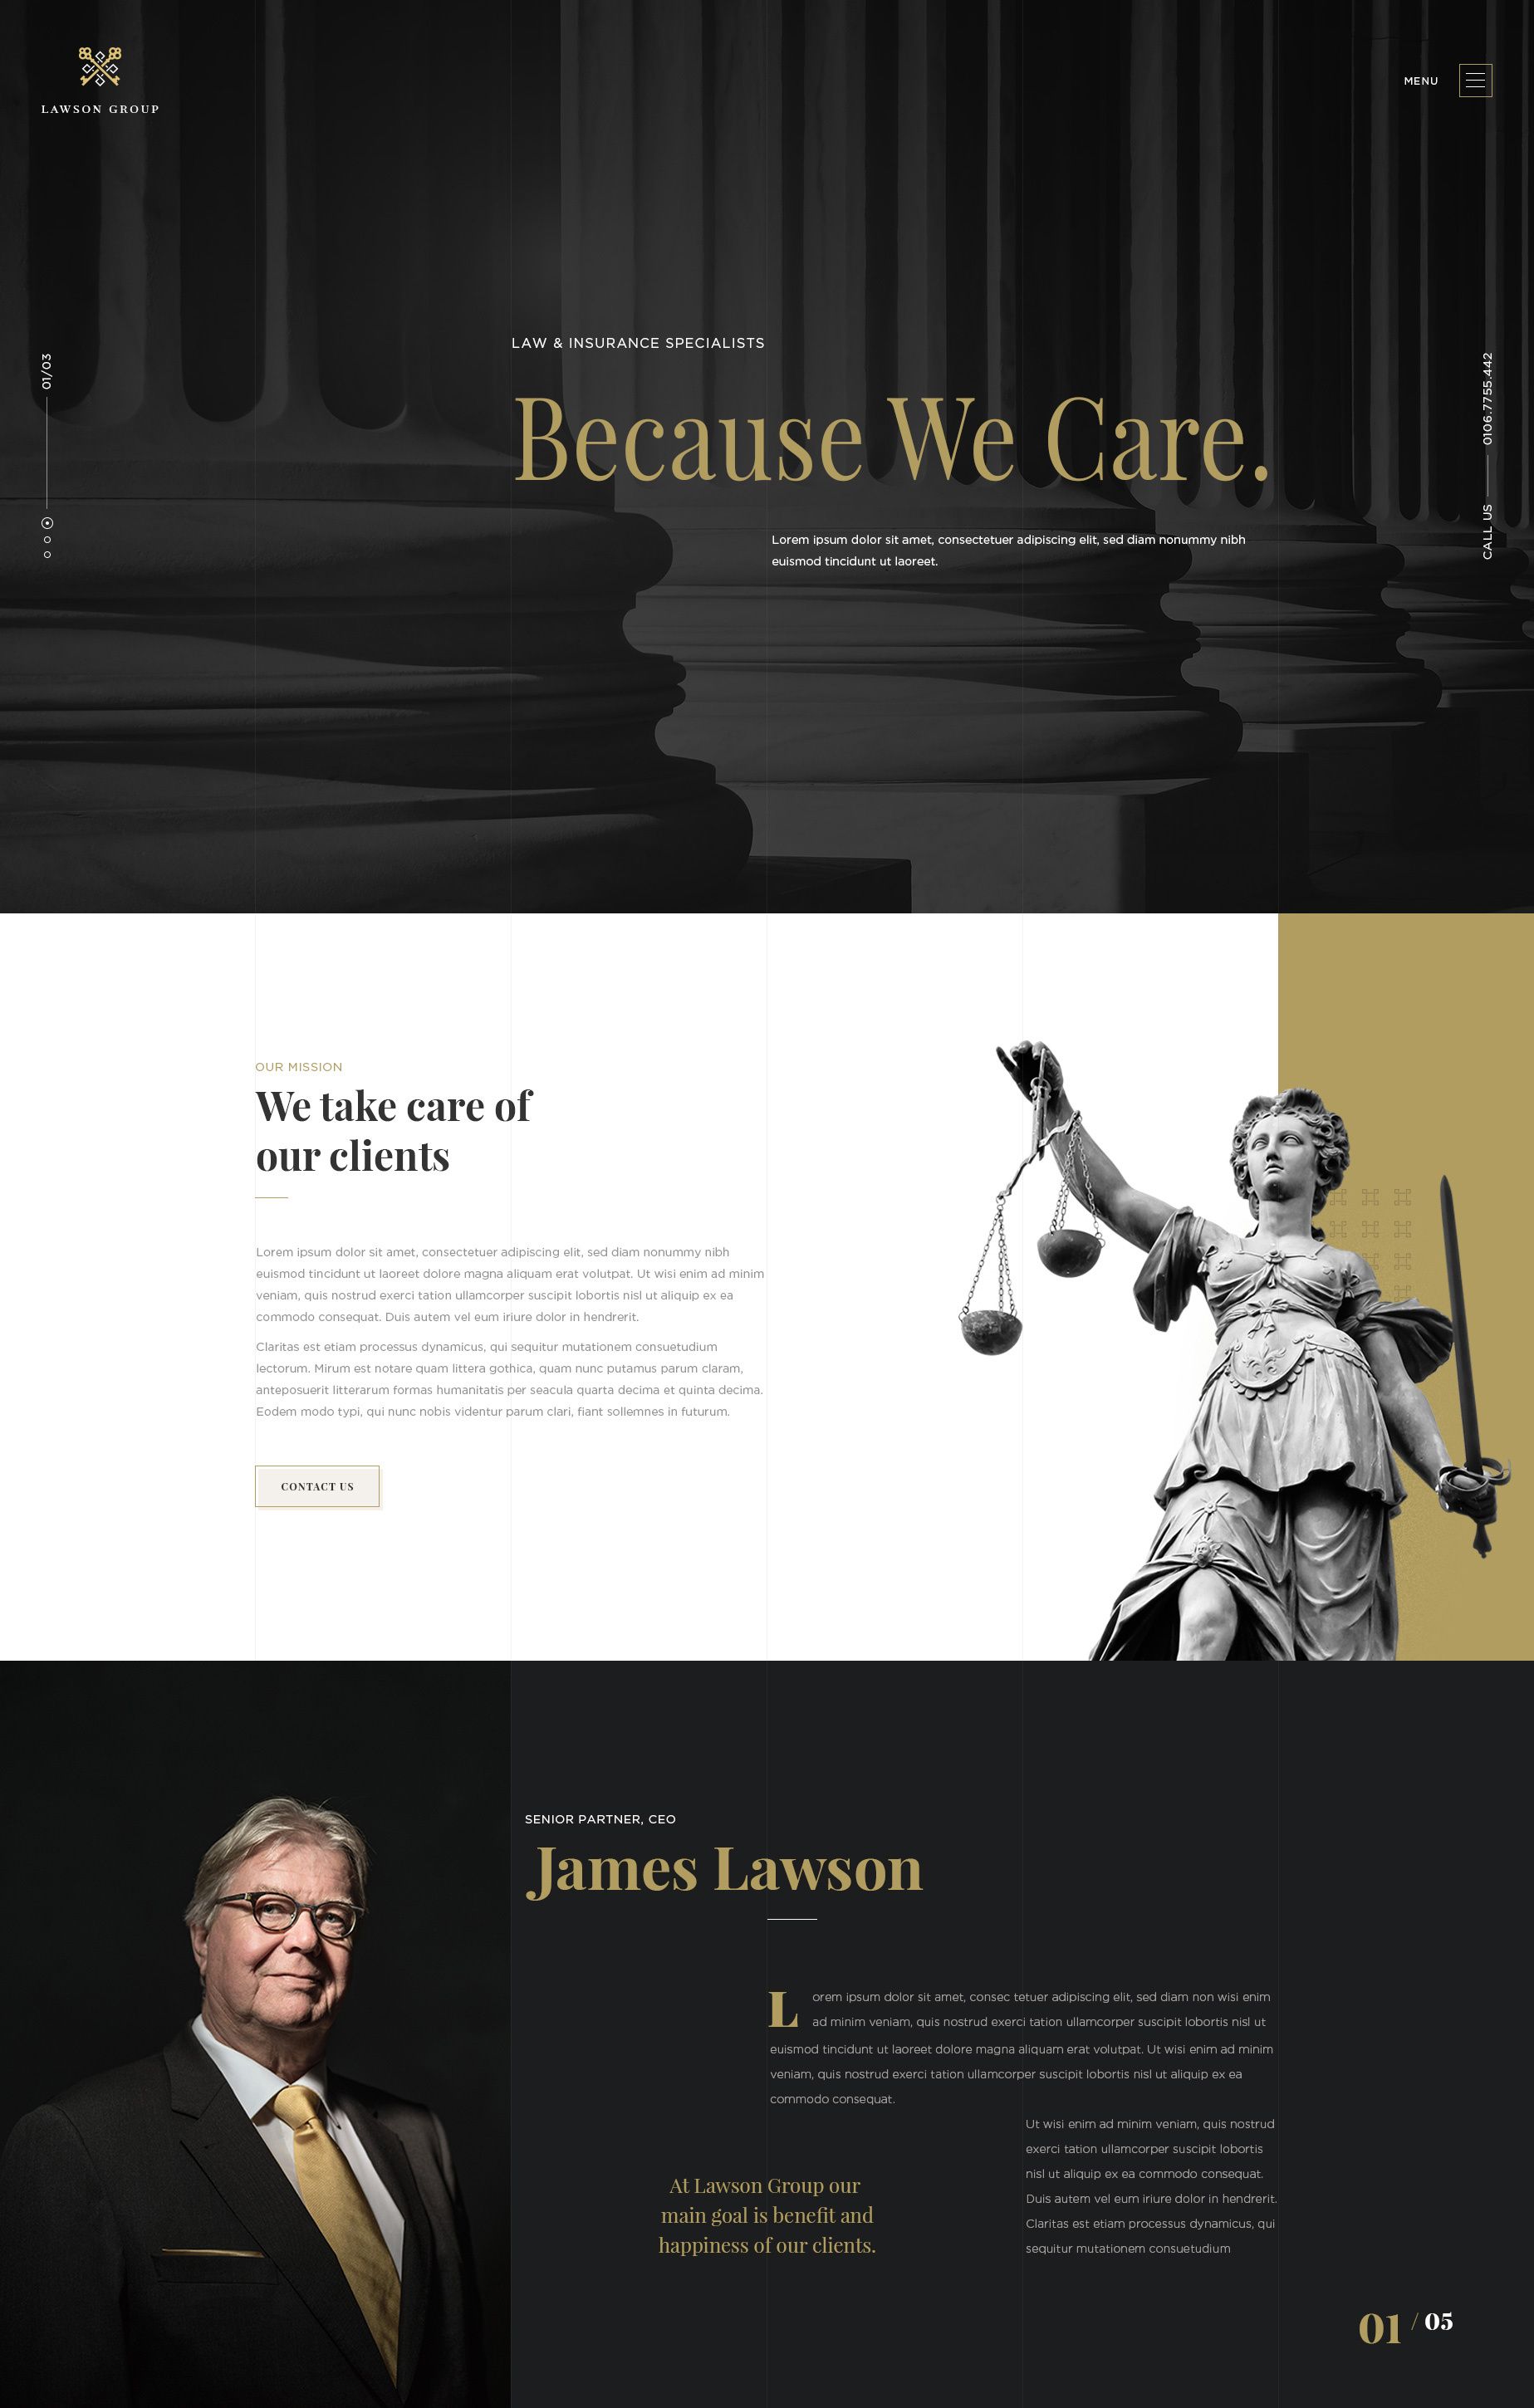 LAWSON GROUP
MENU
01/03
LAW & INSURANCE SPECIALISTS
Because We Care.
Lorem ipsum dolor sit amet, consectetuer adipiscing elit, sed diam nonummy nibh
euismod tincidunt ut laoreet.
CALL US
0106.7755.442
OUR MISSION
We take care of
our clients
Lorem ipsum dolor sit amet, consectetuer adipiscing elit, sed diam nonummy nibh
euismod tincidunt ut laoreet dolore magna aliquam erat volutpat. Ut wisi enim ad minim
veniam, quis nostrud exerci tation ullamcorper suscipit lobortis nisl ut aliquip ex ea
commodo consequat. Duis autem vel eum iriure dolor in hendrerit.
Claritas est etiam processus dynamicus, qui sequitur mutationem consuetudium
lectorum. Mirum est notare quam littera gothica, quam nunc putamus parum claram,
anteposuerit litterarum formas humanitatis per seacula quarta decima et quinta decima.
Eodem modo typi, qui nunc nobis videntur parum clari, fiant sollemnes in futurum.
CONTACT US
SENIOR PARTNER, CEO
James Lawson
Lorem ipsum dolor sit amet, consec tetuer adipiscing elit, sed diam non wisi enim
ad minim veniam, quis nostrud exerci tation ullamcorper suscipit lobortis nisl ut
euismod tincidunt ut laoreet dolore magna aliquam erat volutpat. Ut wisi enim ad minim
veniam, quis nostrud exerci tation ullamcorper suscipit lobortis nisl ut aliquip ex ea
commodo consequat.
Ut wisi enim ad minim veniam, quis nostrud
exerci tation ullamcorper suscipit lobortis
nisl ut aliquip ex ea commodo consequat.
Duis autem vel eum iriure dolor in hendrerit.
Claritas est etiam processus dynamicus, qui
sequitur mutationem consuetudium
At Lawson Group our
main goal is benefit and
happiness of our clients.
01 / 05